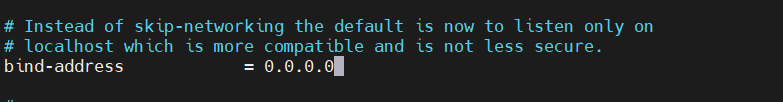 # Instead of skip-networking the default is now to listen only on
# localhost which is more compatible and is not less secure.
bind-address            = 0.0.0.0
#